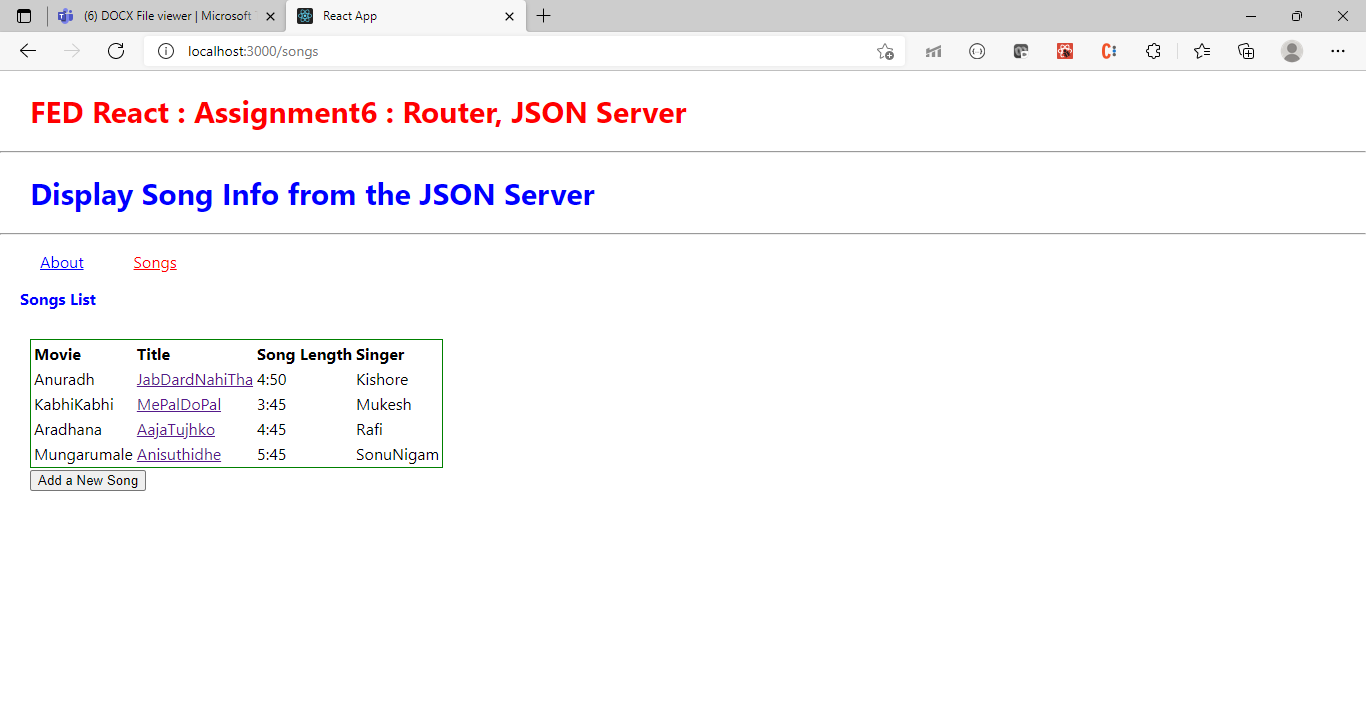 (6) DOCX File viewer | Microsoft
React App
localhost:3000/songs
FED React : Assignment6 : Router, JSON Server
Display Song Info from the JSON Server
About Songs
Songs List
Movie Title Song Length Singer
Anuradh JabDardNahiTha 4:50 Kishore
KabhiKabhi MePalDoPal 3:45 Mukesh
Aradhana AajaTujhko 4:45 Rafi
Mungarumale Anisuthidhe 5:45 SonuNigam
Add a New Song